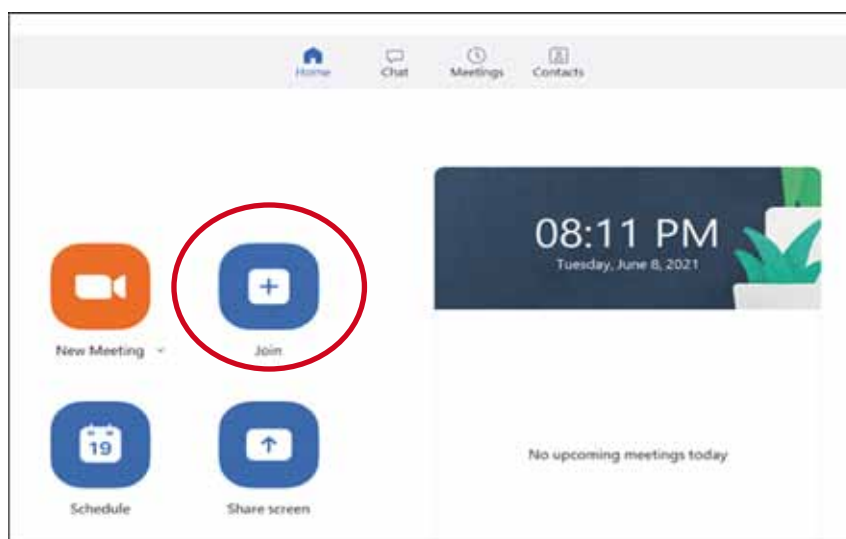 Home
Chat
Meetings
Contacts
08:11 PM
Tuesday, June 8, 2021
New Meeting
Join
19
Schedule
Share screen
No upcoming meetings today